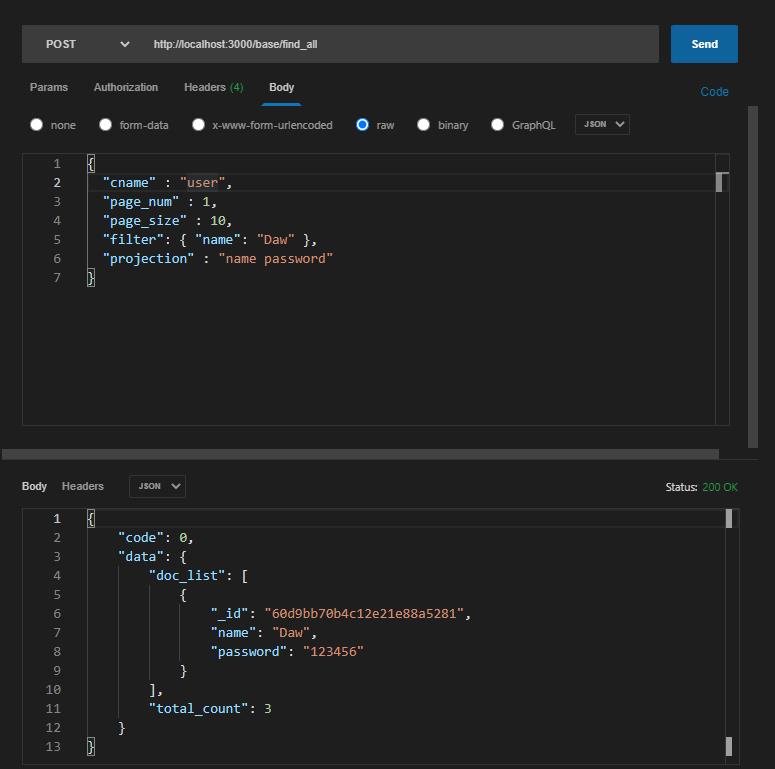 POST http://localhost:3000/base/find_all Send
Params Authorization Headers (4) Body Code
none form-data x-www-form-urlencoded raw binary GraphQL JSON
1 {
2 "cname" : "user",
3 "page_num" : 1,
4 "page_size" : 10,
5 "filter": { "name": "Daw" },
6 "projection" : "name password"
7 }
Body Headers JSON Status: 200 OK
1 {
2 "code": 0,
3 "data": {
4 "doc_list": [
5 {
6 "_id": "60d9bb70b4c12e21e88a5281",
7 "name": "Daw",
8 "password": "123456"
9 }
10 ],
11 "total_count": 3
12 }
13 }